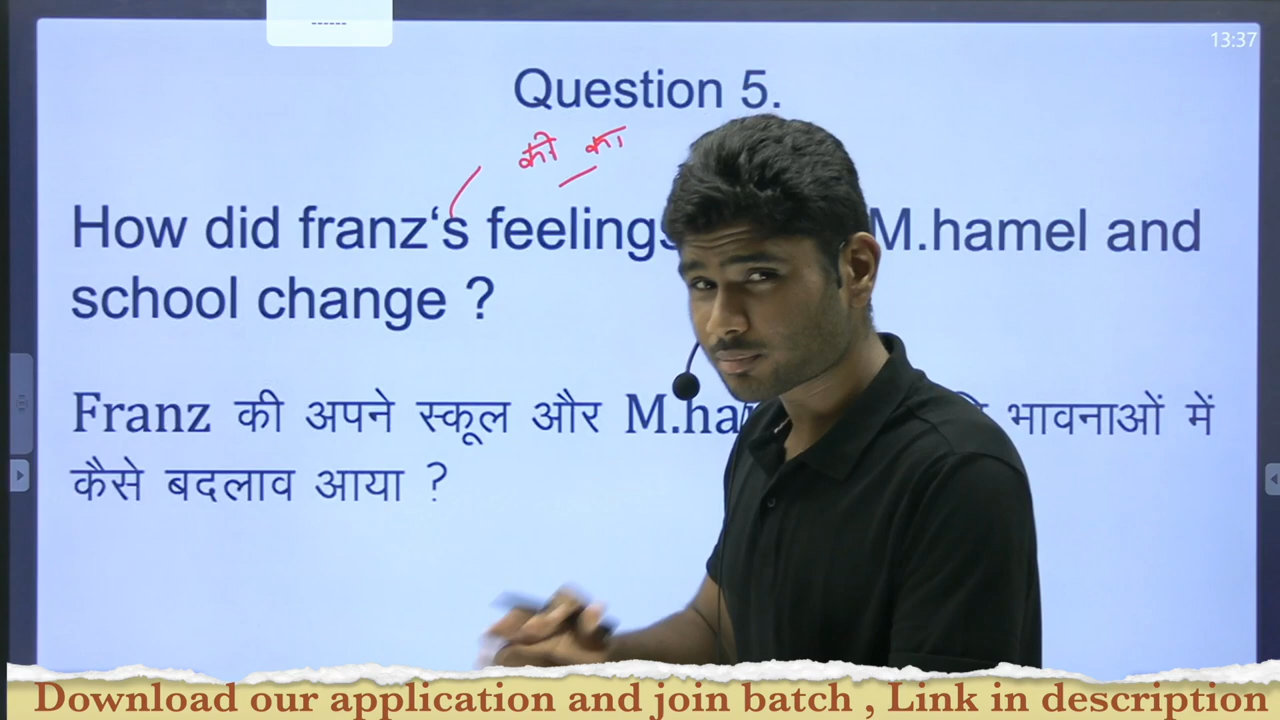 ------
13:37
Question 5.
की का
How did franz‘s feelings M.hamel and
school change ?
Franz की अपने स्कूल और M.ha भावनाओं में
कैसे बदलाव आया ?
Download our application and join batch , Link in description